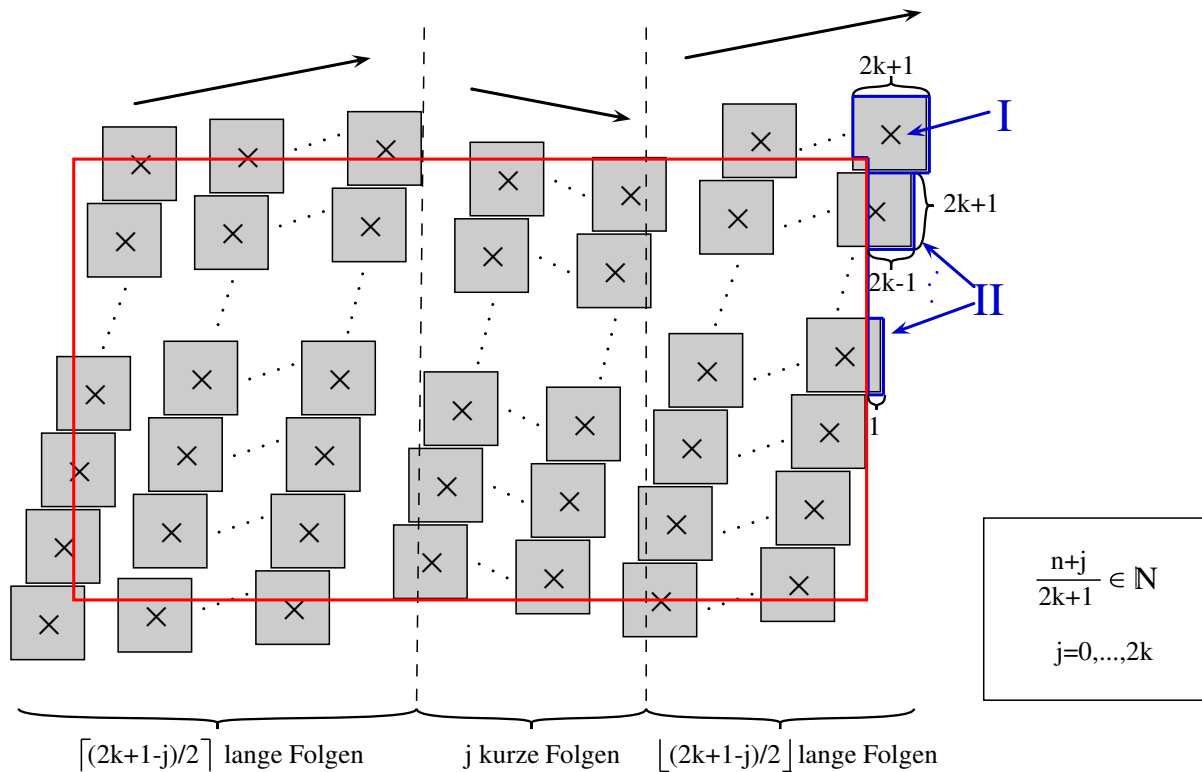 2k+1
I
2k+1
2k-1
II
1
n+j
2k+1
∈ ℕ
j=0,...,2k
⌈(2k+1-j)/2⌉ lange Folgen
j kurze Folgen
⌊(2k+1-j)/2⌋ lange Folgen